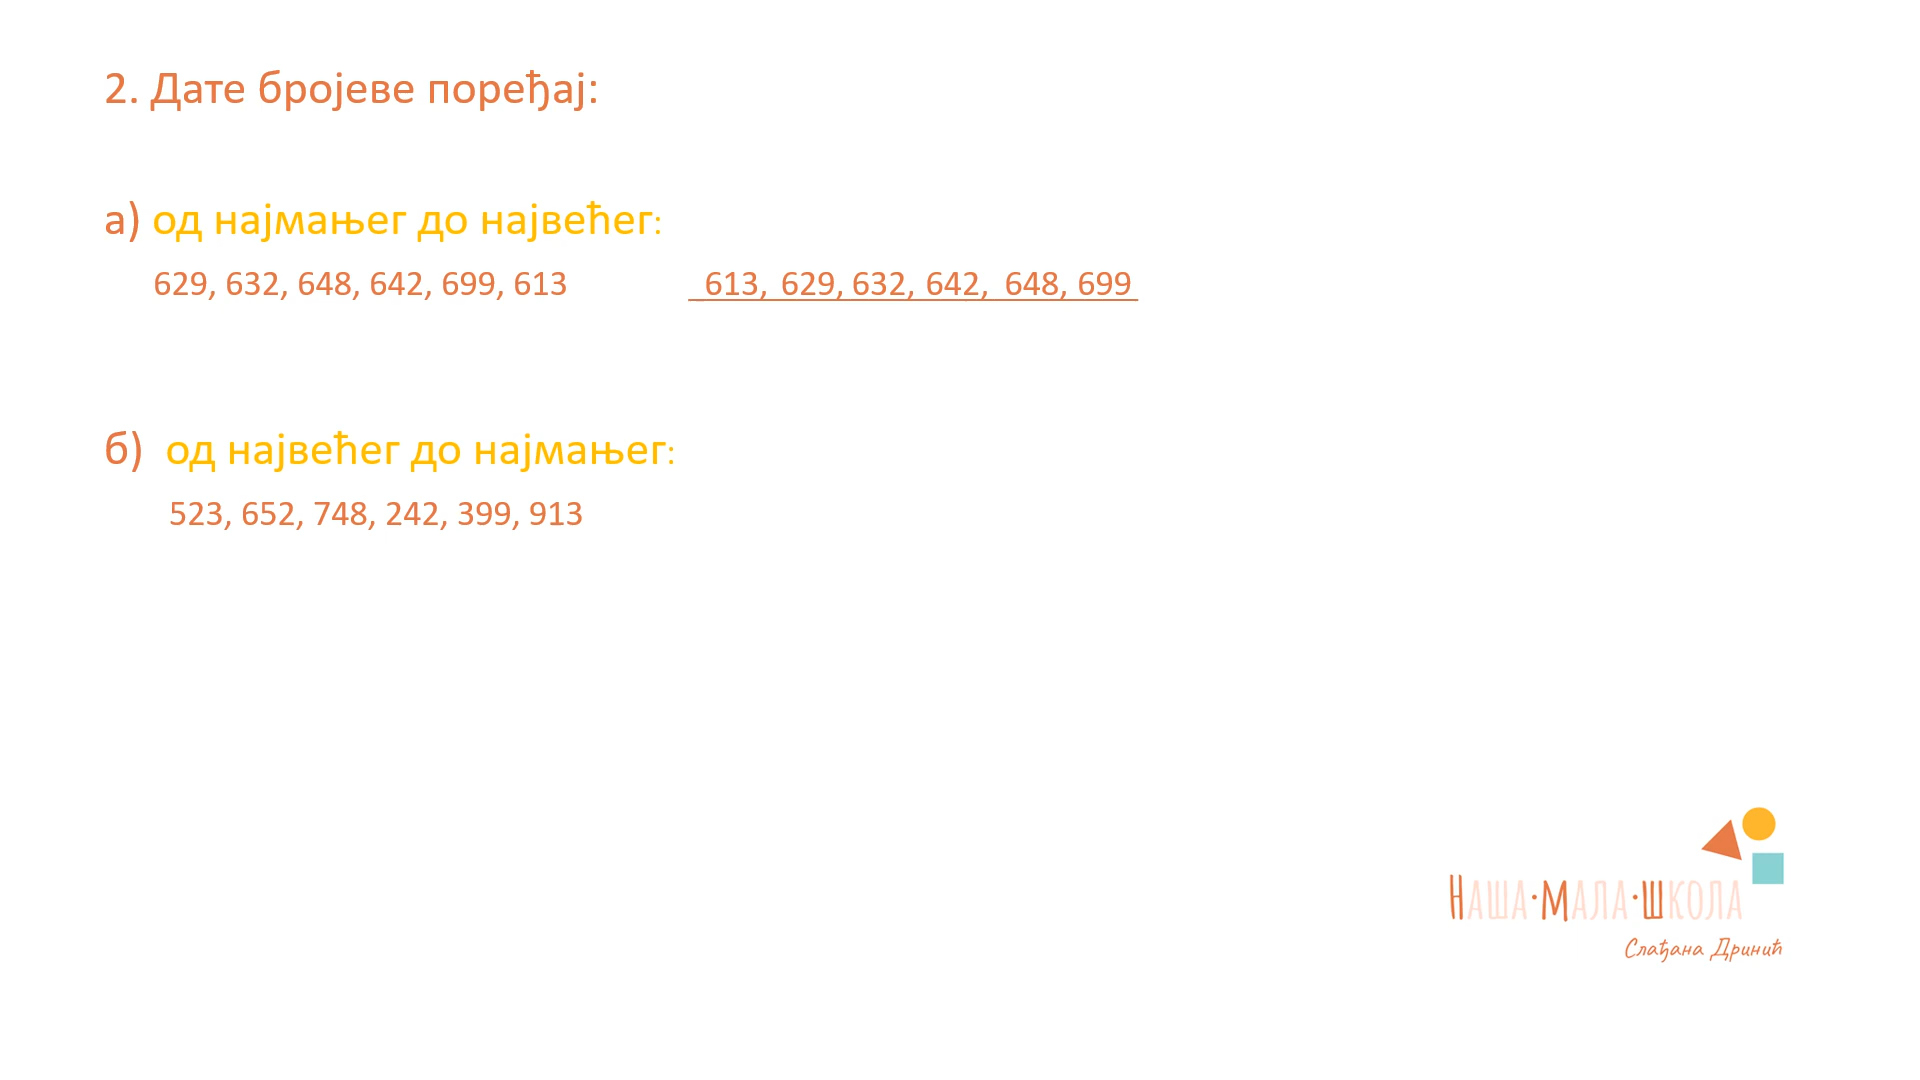 2. Дате бројеве поређај:
а) од најмањег до највећег:
629, 632, 648, 642, 699, 613 613, 629, 632, 642, 648, 699
б) од највећег до најмањег:
523, 652, 748, 242, 399, 913
НАША·МАЛА·ШКОЛА
Слађана Дринић